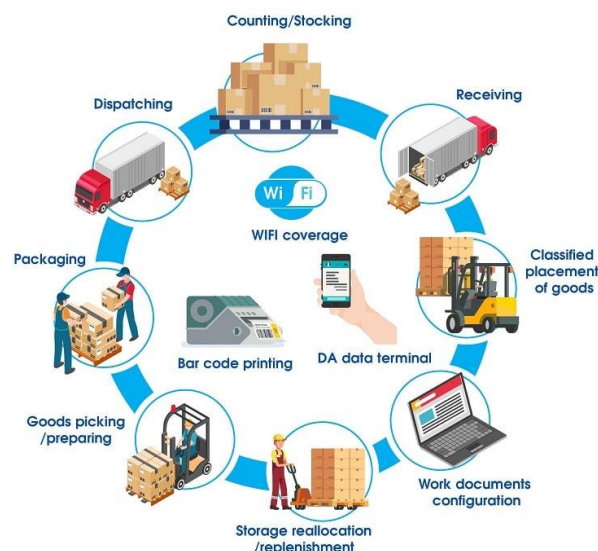 Counting/Stocking
Dispatching
Receiving
Wi Fi
WIFI coverage
Packaging
Classified
placement
of goods
Bar code printing
DA data terminal
Goods picking
/preparing
Work documents
configuration
Storage reallocation
/replenishment